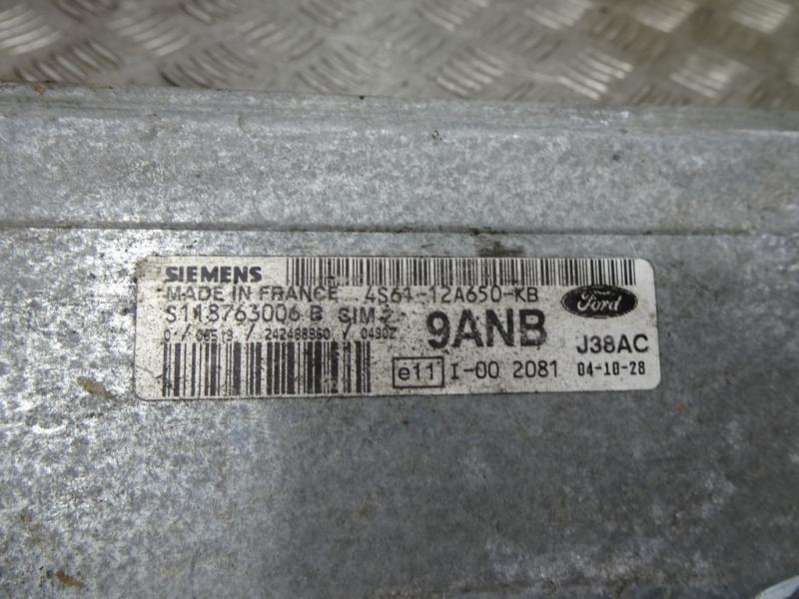 SIEMENS
MADE IN FRANCE 4S61-12A650-KB
S118763006 B SIM2
9ANB
Ford
J38AC
e11 I-00 2081 04-10-28